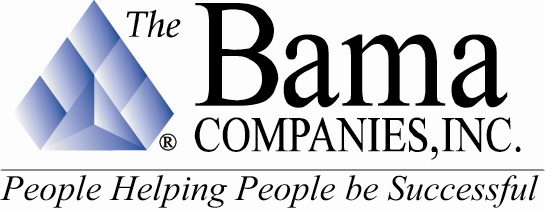 The
Bama
® COMPANIES, INC.
People Helping People be Successful